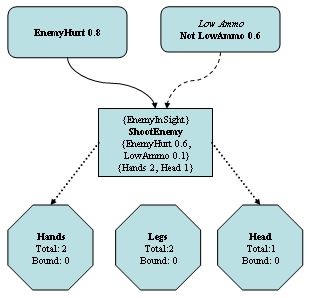 EnemyHurt 0.8
Low Ammo
Not LowAmmo 0.6
{EnemyInSight}
ShootEnemy
{EnemyHurt 0.6,
LowAmmo 0.1}
{Hands 2, Head 1}
Hands
Total: 2
Bound: 0
Legs
Total:2
Bound: 0
Head
Total:1
Bound: 0